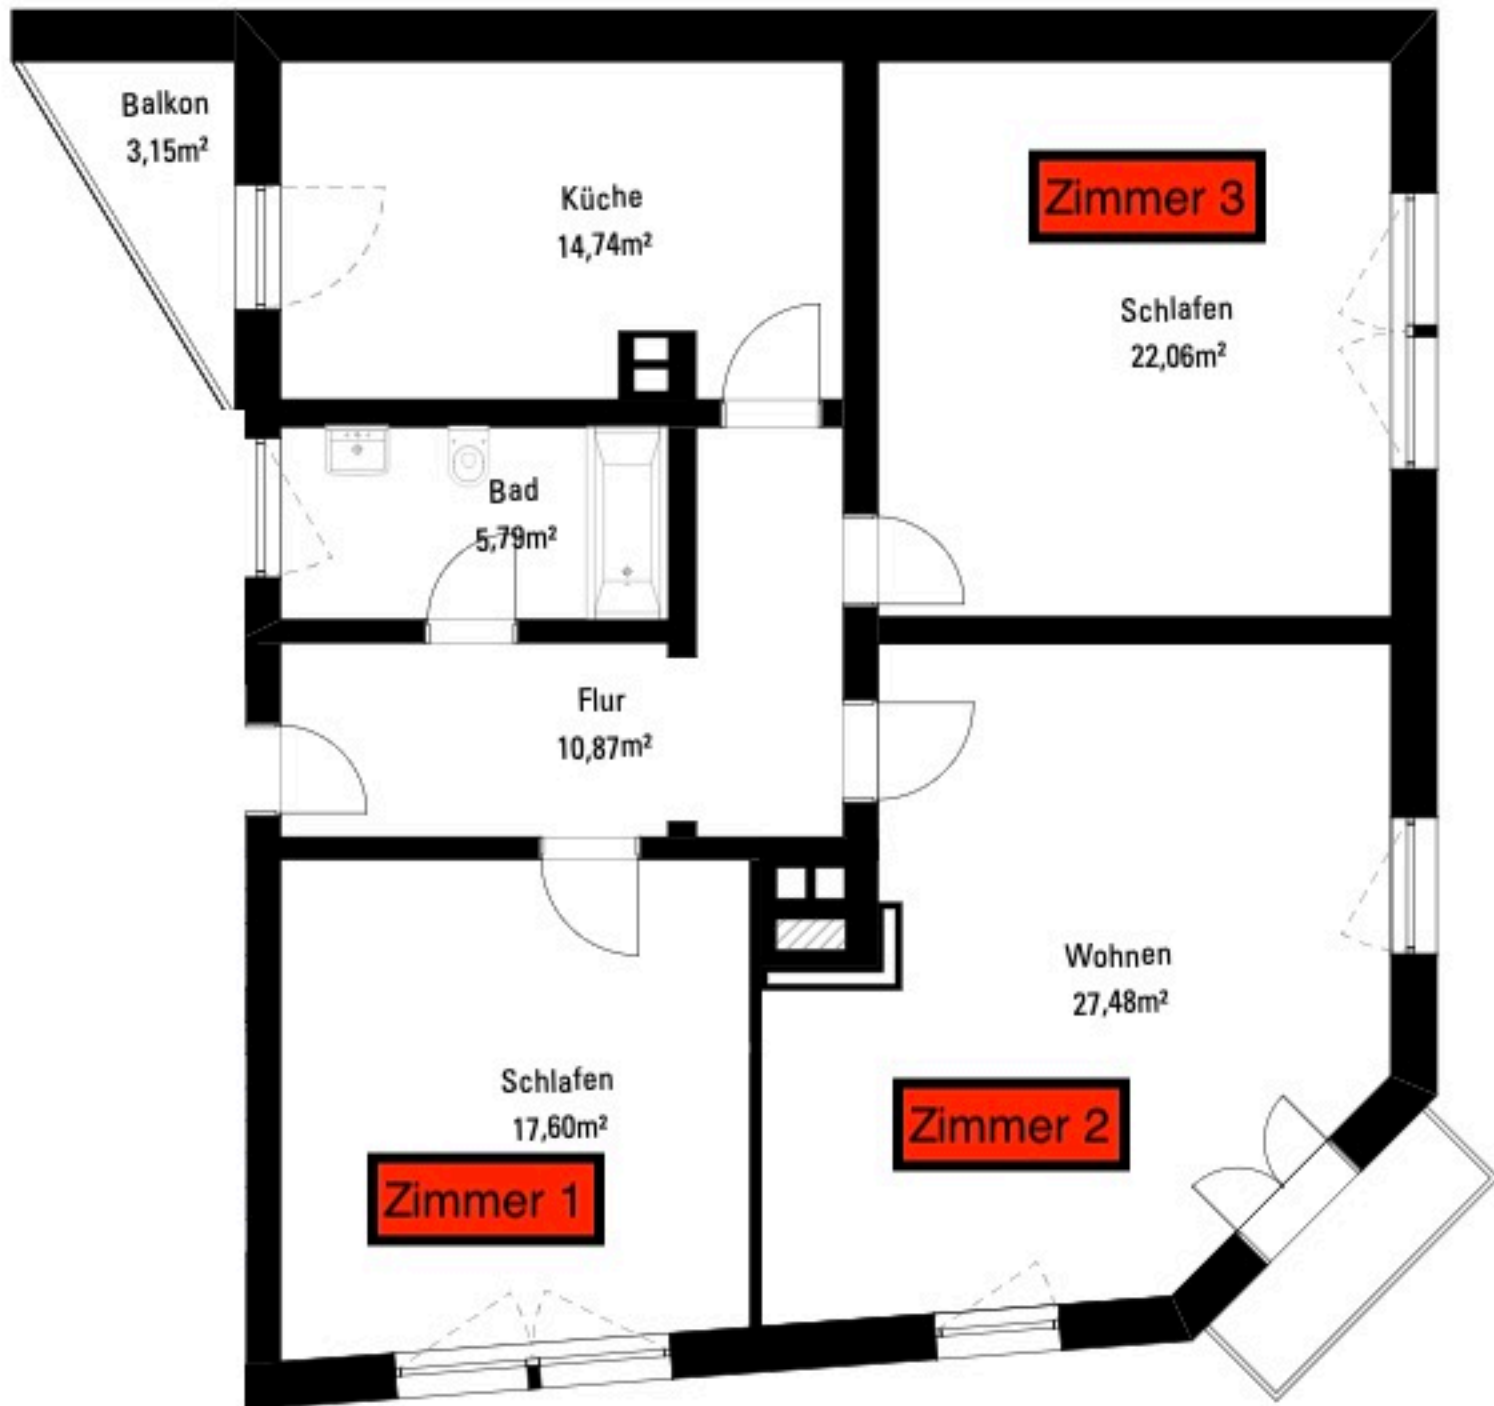 Balkon
3,15m²
Küche
14,74m²
Zimmer 3
Schlafen
22,06m²
Bad
5,79m²
Flur
10,87m²
Wohnen
27,48m²
Zimmer 2
Schlafen
17,60m²
Zimmer 1